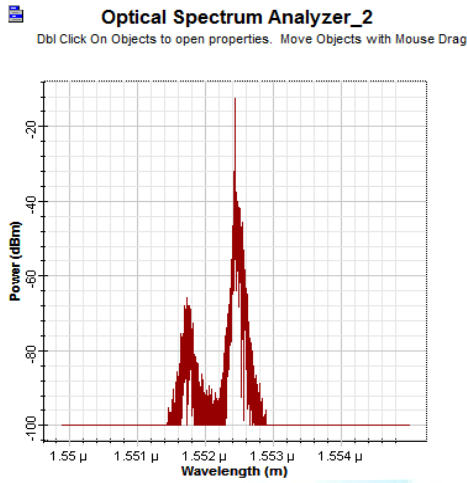 Optical Spectrum Analyzer_2
Dbl Click On Objects to open properties. Move Objects with Mouse Drag
Power (dBm)
-20
-40
-60
-80
-100
1.55 µ 1.551 µ 1.552 µ 1.553 µ 1.554 µ
Wavelength (m)